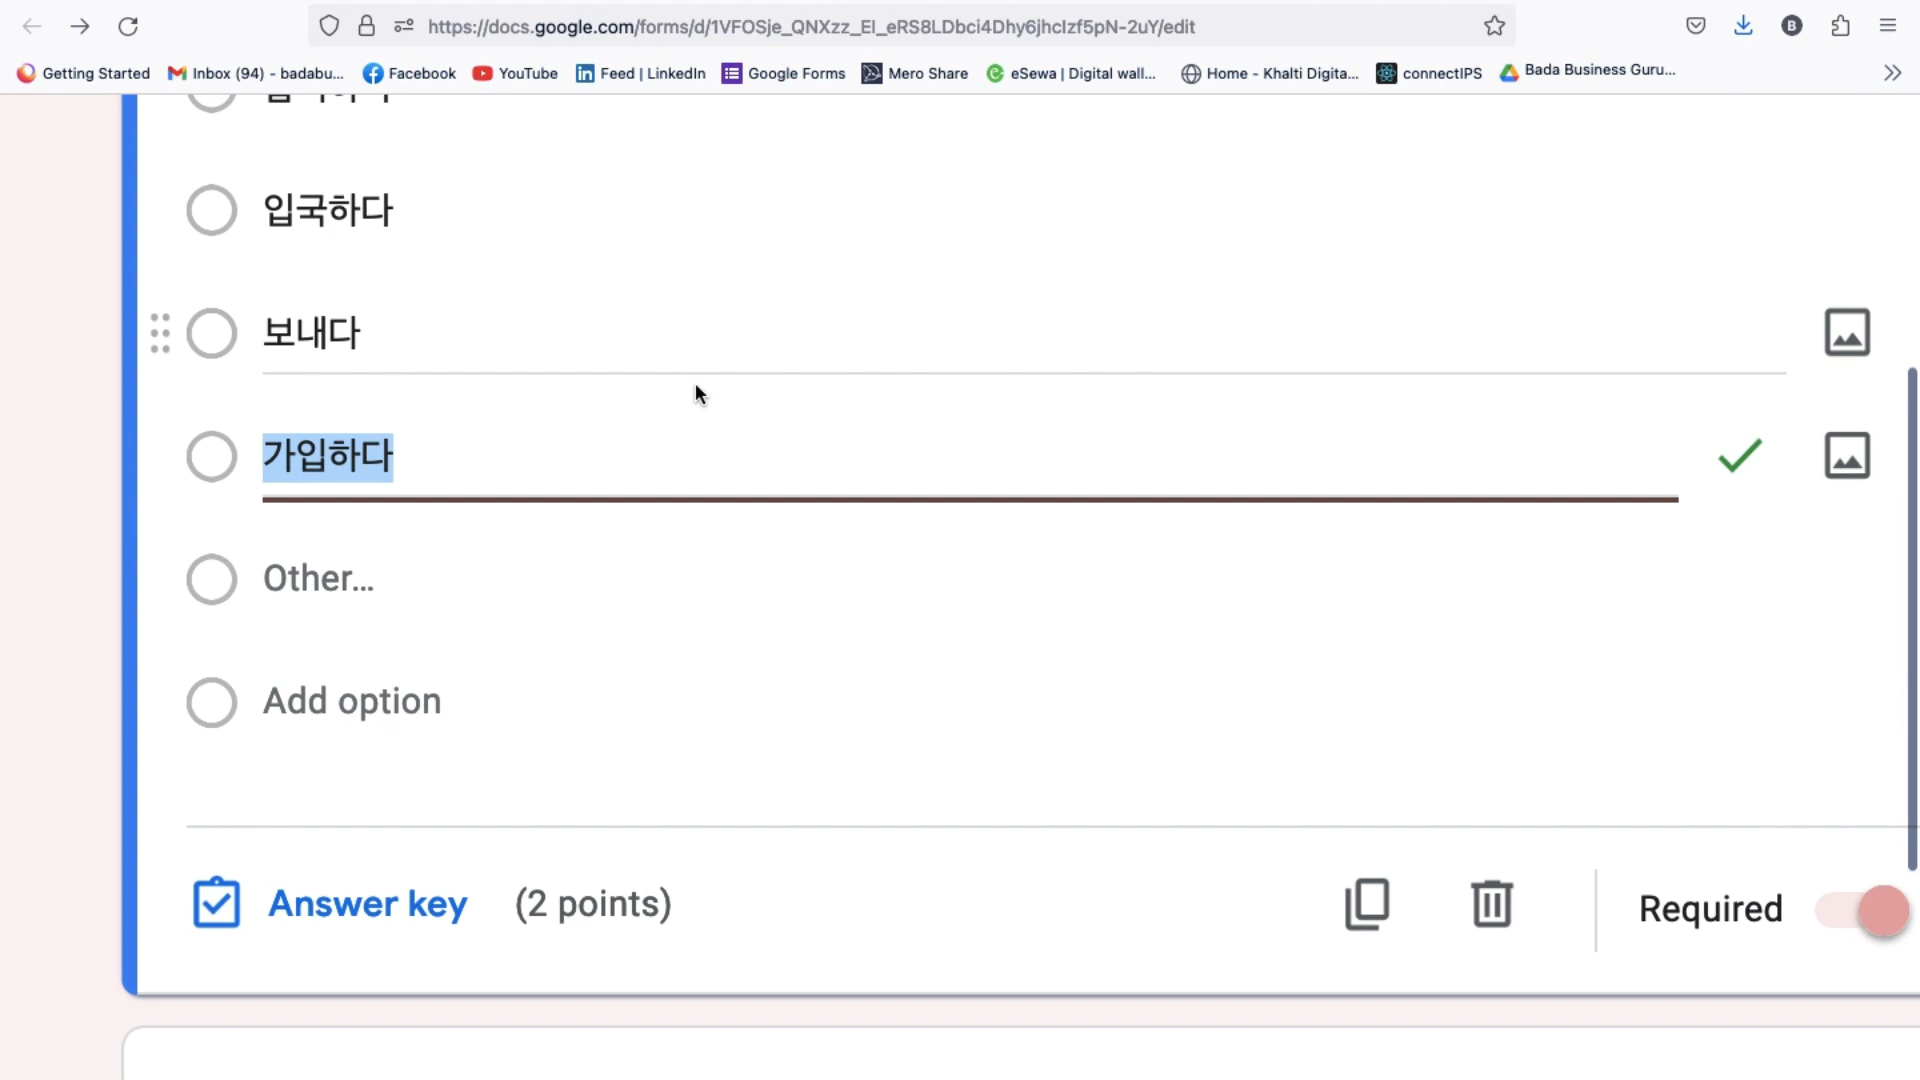 https://docs.google.com/forms/d/1VFOSje_QNXzz_EI_eRS8LDbci4Dhy6jhcIzf5pN-2uY/edit
B
Getting Started
Inbox (94) - badabu...
Facebook
YouTube
Feed | LinkedIn
Google Forms
Mero Share
eSewa | Digital wall...
Home - Khalti Digita...
connectIPS
Bada Business Guru...
입국하다
보내다
가입하다
Other...
Add option
Answer key
(2 points)
Required